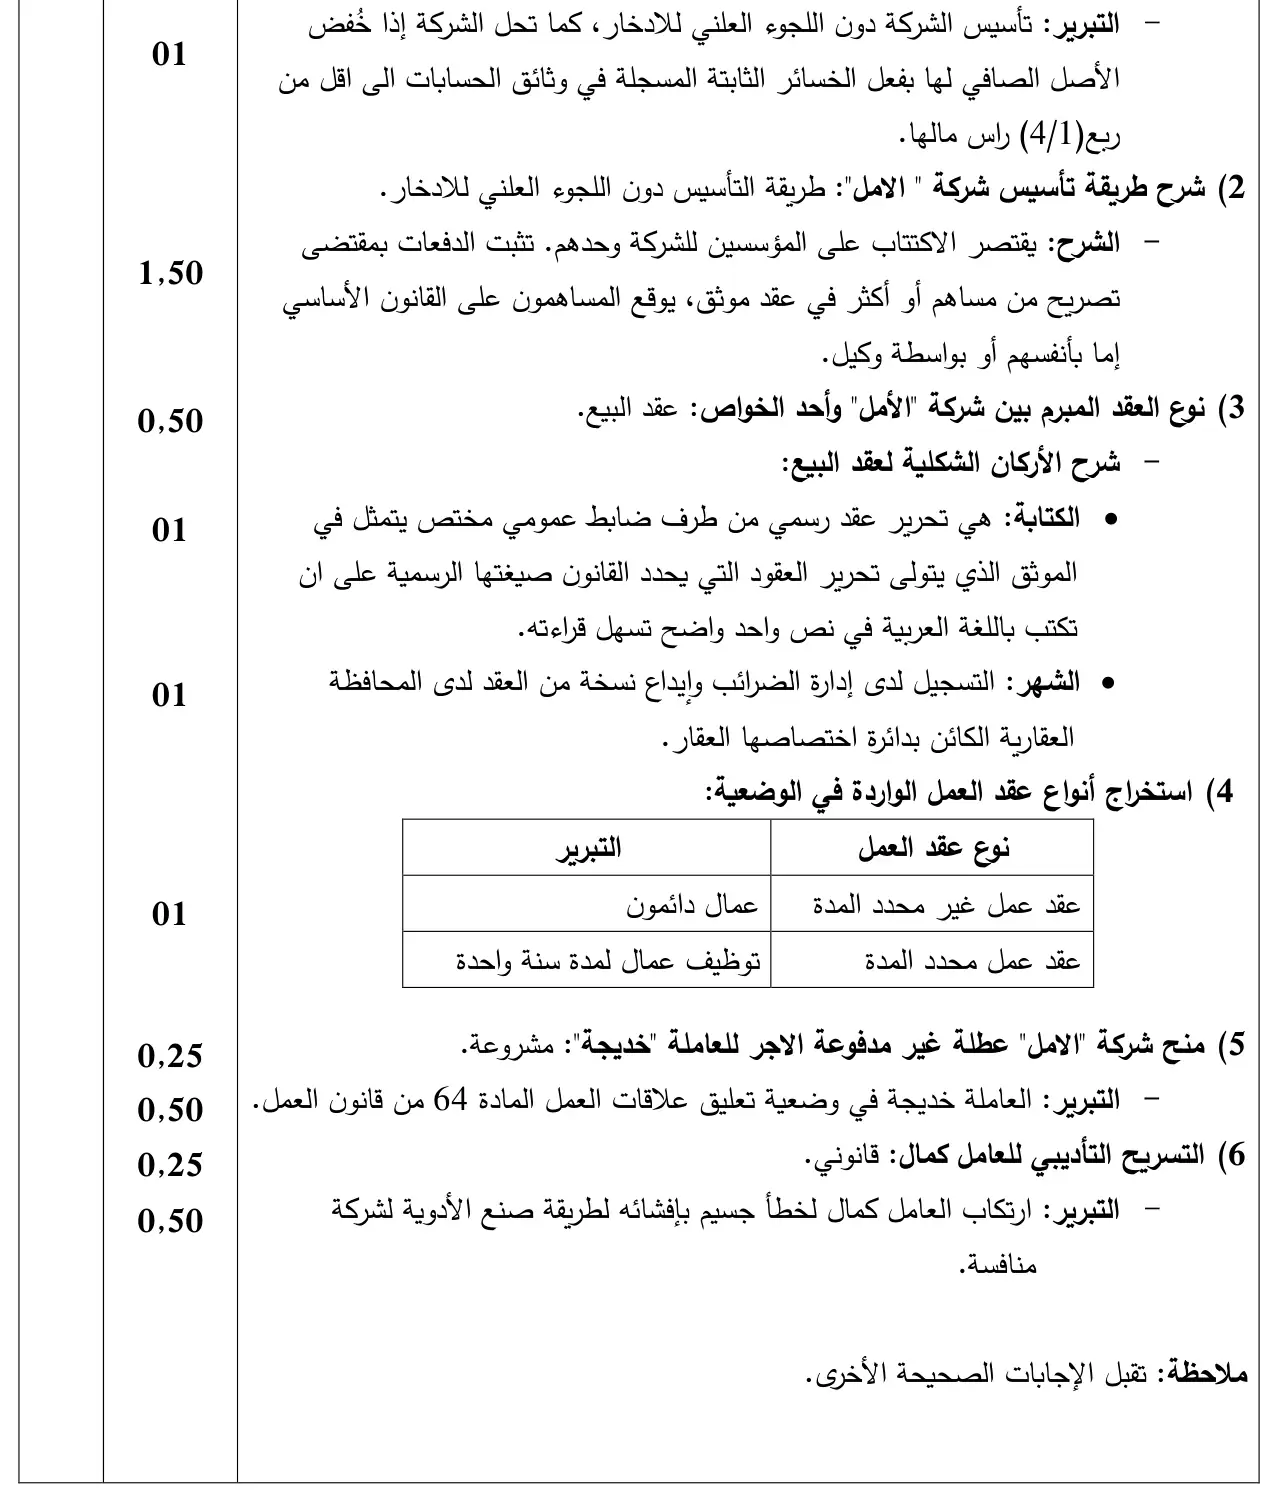 - التبرير: تأسيس الشركة دون اللجوء العلني للادخار، كما تحل الشركة إذا خُفض
01
الأصل الصافي لها بفعل الخسائر الثابتة المسجلة في وثائق الحسابات الى اقل من
ربع(4/1) راس مالها.
2) شرح طريقة تأسيس شركة " الامل": طريقة التأسيس دون اللجوء العلني للادخار.
- الشرح: يقتصر الاكتتاب على المؤسسين للشركة وحدهم. تثبت الدفعات بمقتضى
1,50
تصريح من مساهم أو أكثر في عقد موثق، يوقع المساهمون على القانون الأساسي
إما بأنفسهم أو بواسطة وكيل.
3) نوع العقد المبرم بين شركة "الأمل" وأحد الخواص: عقد البيع.
0,50
- شرح الأركان الشكلية لعقد البيع:
• الكتابة: هي تحرير عقد رسمي من طرف ضابط عمومي مختص يتمثل في
01
الموثق الذي يتولى تحرير العقود التي يحدد القانون صيغتها الرسمية على ان
تكتب باللغة العربية في نص واحد واضح تسهل قراءته.
• الشهر: التسجيل لدى إدارة الضرائب وإيداع نسخة من العقد لدى المحافظة
01
العقارية الكائن بدائرة اختصاصها العقار.
4) استخراج أنواع عقد العمل الواردة في الوضعية:
نوع عقد العمل التبرير
عقد عمل غير محدد المدة عمال دائمون
01
عقد عمل محدد المدة توظيف عمال لمدة سنة واحدة
5) منح شركة "الامل" عطلة غير مدفوعة الاجر للعاملة "خديجة": مشروعة.
0,25
- التبرير: العاملة خديجة في وضعية تعليق علاقات العمل المادة 64 من قانون العمل.
0,50
6) التسريح التأديبي للعامل كمال: قانوني.
0,25
- التبرير: ارتكاب العامل كمال لخطأ جسيم بإفشائه لطريقة صنع الأدوية لشركة
0,50
منافسة.
ملاحظة: تقبل الإجابات الصحيحة الأخرى.